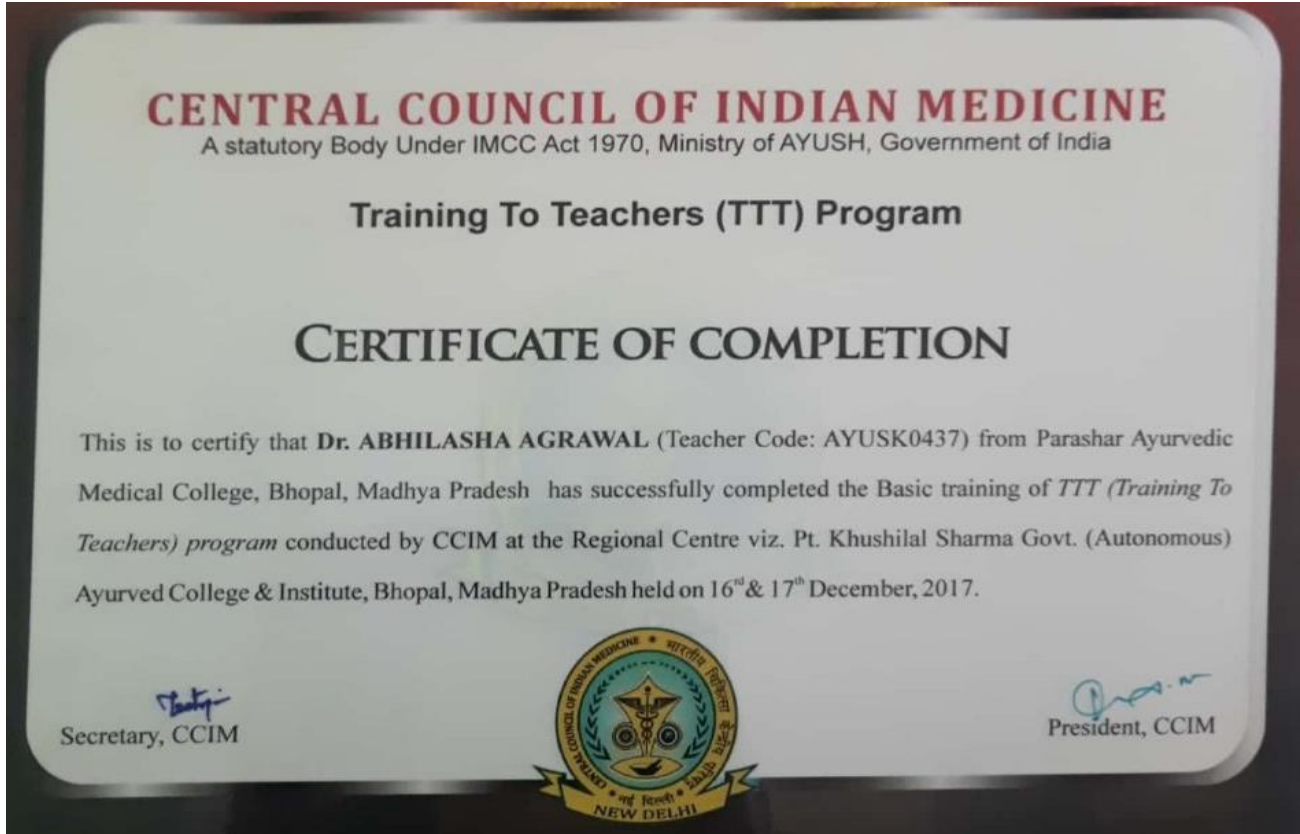 CENTRAL COUNCIL OF INDIAN MEDICINE
A statutory Body Under IMCC Act 1970, Ministry of AYUSH, Government of India
Training To Teachers (TTT) Program
CERTIFICATE OF COMPLETION
This is to certify that Dr. ABHILASHA AGRAWAL (Teacher Code: AYUSK0437) from Parashar Ayurvedic
Medical College, Bhopal, Madhya Pradesh has successfully completed the Basic training of TTT (Training To
Teachers) program conducted by CCIM at the Regional Centre viz. Pt. Khushilal Sharma Govt. (Autonomous)
Ayurved College & Institute, Bhopal, Madhya Pradesh held on 16rd & 17th December, 2017.
Secretary, CCIM
President, CCIM
CENTRAL COUNCIL OF INDIAN MEDICINE * भारतीय चिकित्सा केन्द्रीय परिषद
नई दिल्ली
NEW DELHI